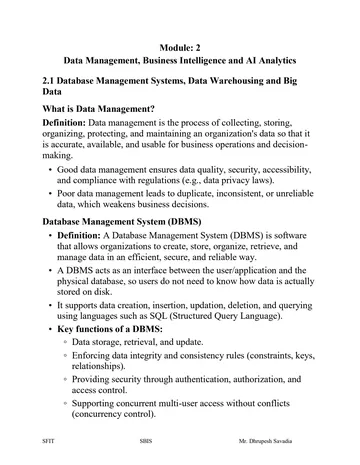 Module: 2
Data Management, Business Intelligence and AI Analytics
2.1 Database Management Systems, Data Warehousing and Big
Data
What is Data Management?
Definition: Data management is the process of collecting, storing,
organizing, protecting, and maintaining an organization's data so that it
is accurate, available, and usable for business operations and decision-
making.
• Good data management ensures data quality, security, accessibility,
and compliance with regulations (e.g., data privacy laws).
• Poor data management leads to duplicate, inconsistent, or unreliable
data, which weakens business decisions.
Database Management System (DBMS)
• Definition: A Database Management System (DBMS) is software
that allows organizations to create, store, organize, retrieve, and
manage data in an efficient, secure, and reliable way.
• A DBMS acts as an interface between the user/application and the
physical database, so users do not need to know how data is actually
stored on disk.
• It supports data creation, insertion, updation, deletion, and querying
using languages such as SQL (Structured Query Language).
• Key functions of a DBMS:
◦ Data storage, retrieval, and update.
◦ Enforcing data integrity and consistency rules (constraints, keys,
relationships).
◦ Providing security through authentication, authorization, and
access control.
◦ Supporting concurrent multi-user access without conflicts
(concurrency control).
SFIT SBIS Mr. Dhrupesh Savadia